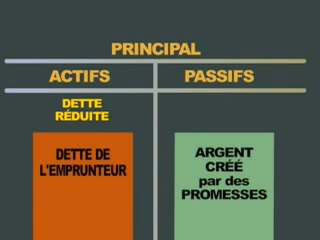 PRINCIPAL
ACTIFS PASSIFS
DETTE
RÉDUITE
DETTE DE
L'EMPRUNTEUR
ARGENT
CRÉÉ
par des
PROMESSES